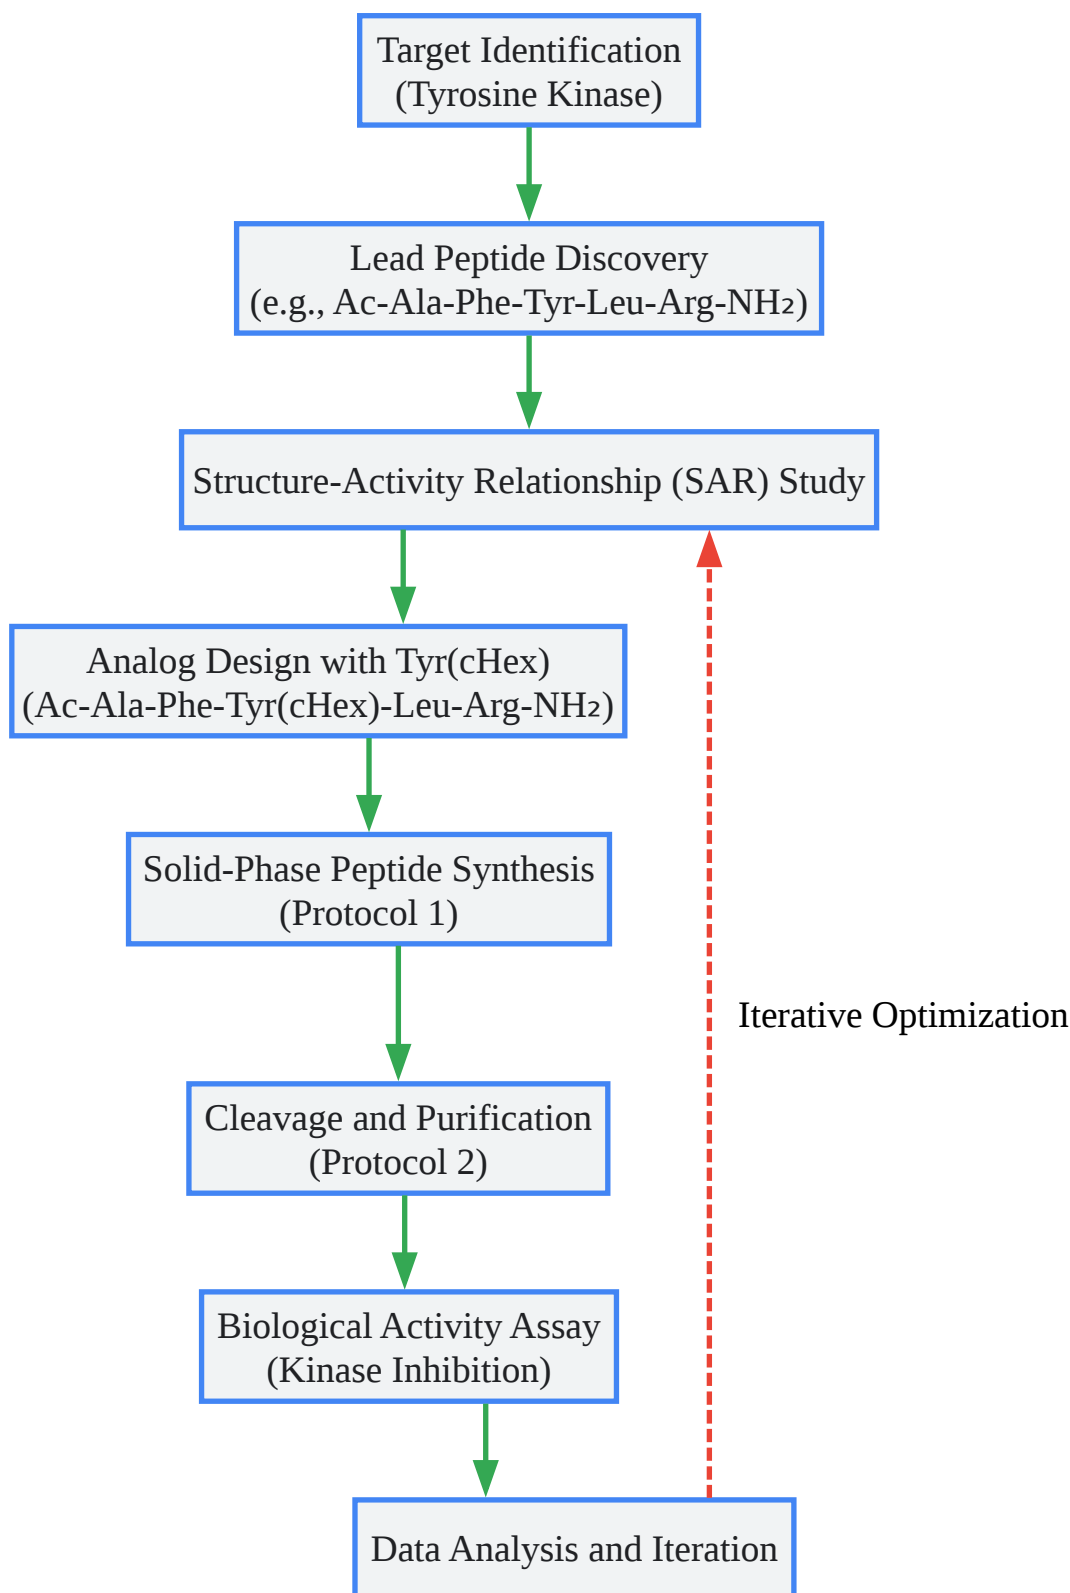 Target Identification
(Tyrosine Kinase)
Lead Peptide Discovery
(e.g., Ac-Ala-Phe-Tyr-Leu-Arg-NH₂)
Structure-Activity Relationship (SAR) Study
Analog Design with Tyr(cHex)
(Ac-Ala-Phe-Tyr(cHex)-Leu-Arg-NH₂)
Solid-Phase Peptide Synthesis
(Protocol 1)
Iterative Optimization
Cleavage and Purification
(Protocol 2)
Biological Activity Assay
(Kinase Inhibition)
Data Analysis and Iteration